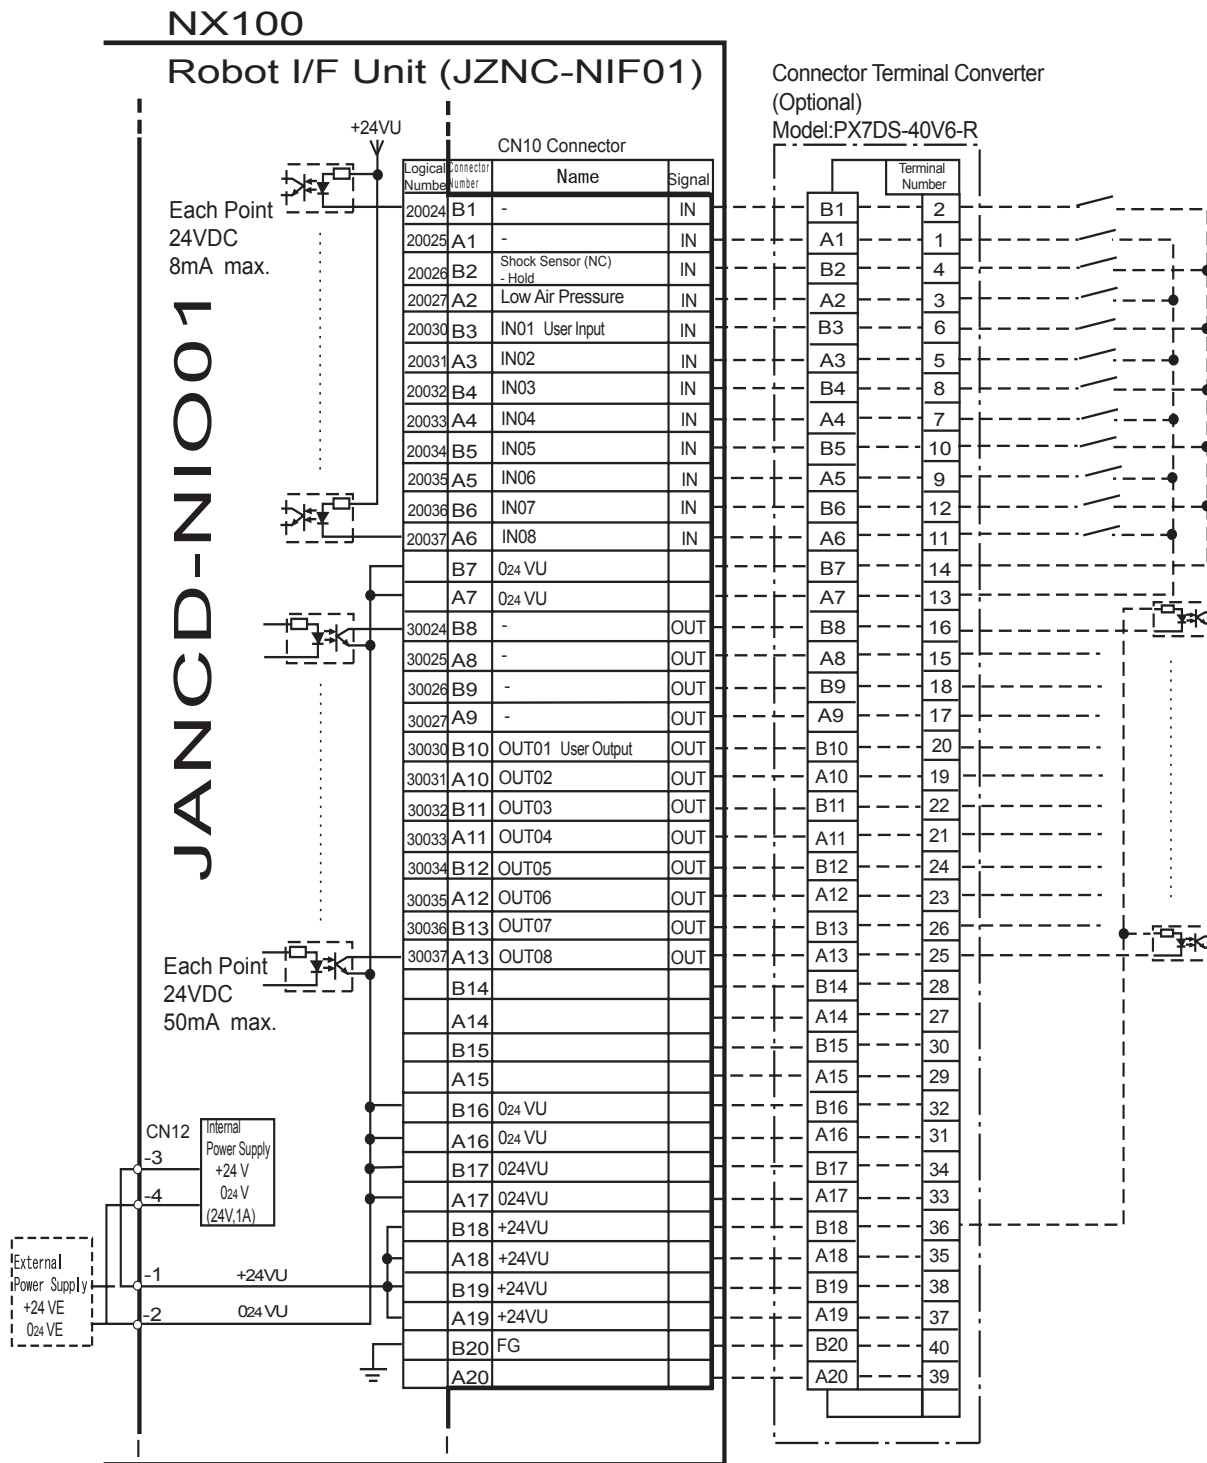 NX100
Robot I/F Unit (JZNC-NIF01)
Connector Terminal Converter
(Optional)
Model:PX7DS-40V6-R
+24VU
CN10 Connector
Logical Numbe Connector Number Name Signal Terminal Number
Each Point
24VDC
8mA max.
JANCD-NIO01
20024 B1 - IN B1 2
20025 A1 - IN A1 1
20026 B2 Shock Sensor (NC) - Hold IN B2 4
20027 A2 Low Air Pressure IN A2 3
20030 B3 IN01 User Input IN B3 6
20031 A3 IN02 IN A3 5
20032 B4 IN03 IN B4 8
20033 A4 IN04 IN A4 7
20034 B5 IN05 IN B5 10
20035 A5 IN06 IN A5 9
20036 B6 IN07 IN B6 12
20037 A6 IN08 IN A6 11
B7 024 VU B7 14
A7 024 VU A7 13
30024 B8 - OUT B8 16
30025 A8 - OUT A8 15
30026 B9 - OUT B9 18
30027 A9 - OUT A9 17
30030 B10 OUT01 User Output OUT B10 20
30031 A10 OUT02 OUT A10 19
30032 B11 OUT03 OUT B11 22
30033 A11 OUT04 OUT A11 21
30034 B12 OUT05 OUT B12 24
30035 A12 OUT06 OUT A12 23
30036 B13 OUT07 OUT B13 26
30037 A13 OUT08 OUT A13 25
Each Point
24VDC
50mA max.
B14 B14 28
A14 A14 27
B15 B15 30
A15 A15 29
B16 024 VU B16 32
A16 024 VU A16 31
B17 024VU B17 34
A17 024VU A17 33
B18 +24VU B18 36
A18 +24VU A18 35
B19 +24VU B19 38
A19 +24VU A19 37
B20 FG B20 40
A20 A20 39
CN12
-3
-4
Internal
Power Supply
+24 V
024 V
(24V,1A)
External
Power Supply
+24 VE
024 VE
-1 +24VU
-2 024 VU